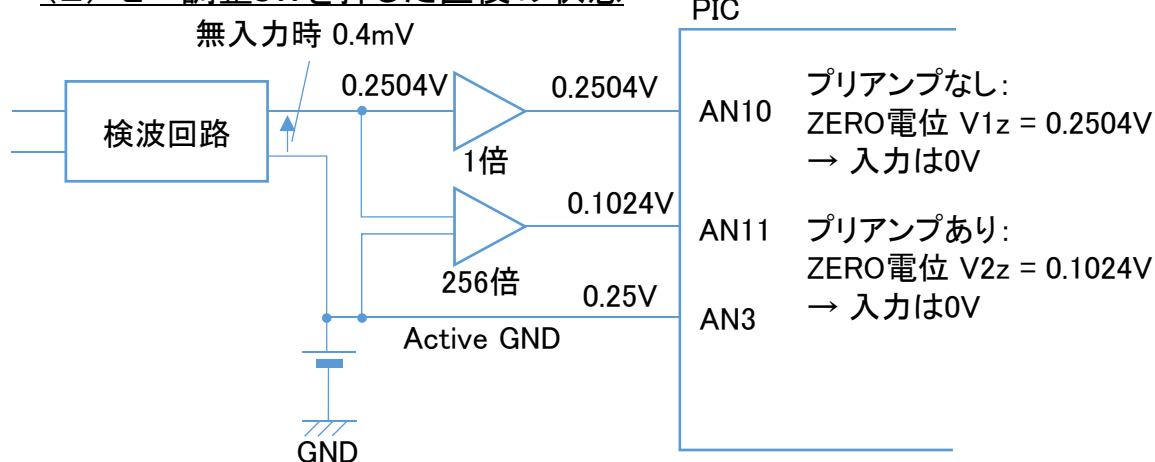 PIC
無入力時 0.4mV
0.2504V
0.2504V
検波回路
1倍
AN10
プリアンプなし:
ZERO電位 V1z = 0.2504V
→ 入力は0V
0.1024V
256倍
AN11
プリアンプあり:
ZERO電位 V2z = 0.1024V
→ 入力は0V
0.25V
AN3
Active GND
GND